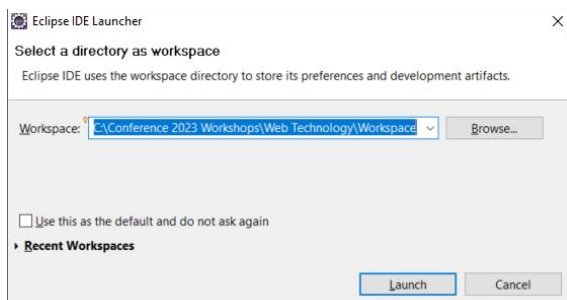 Eclipse IDE Launcher
Select a directory as workspace
Eclipse IDE uses the workspace directory to store its preferences and development artifacts.
Workspace: C:\Conference 2023 Workshops\Web Technology\Workspace Browse...
Use this as the default and do not ask again
Recent Workspaces
Launch Cancel